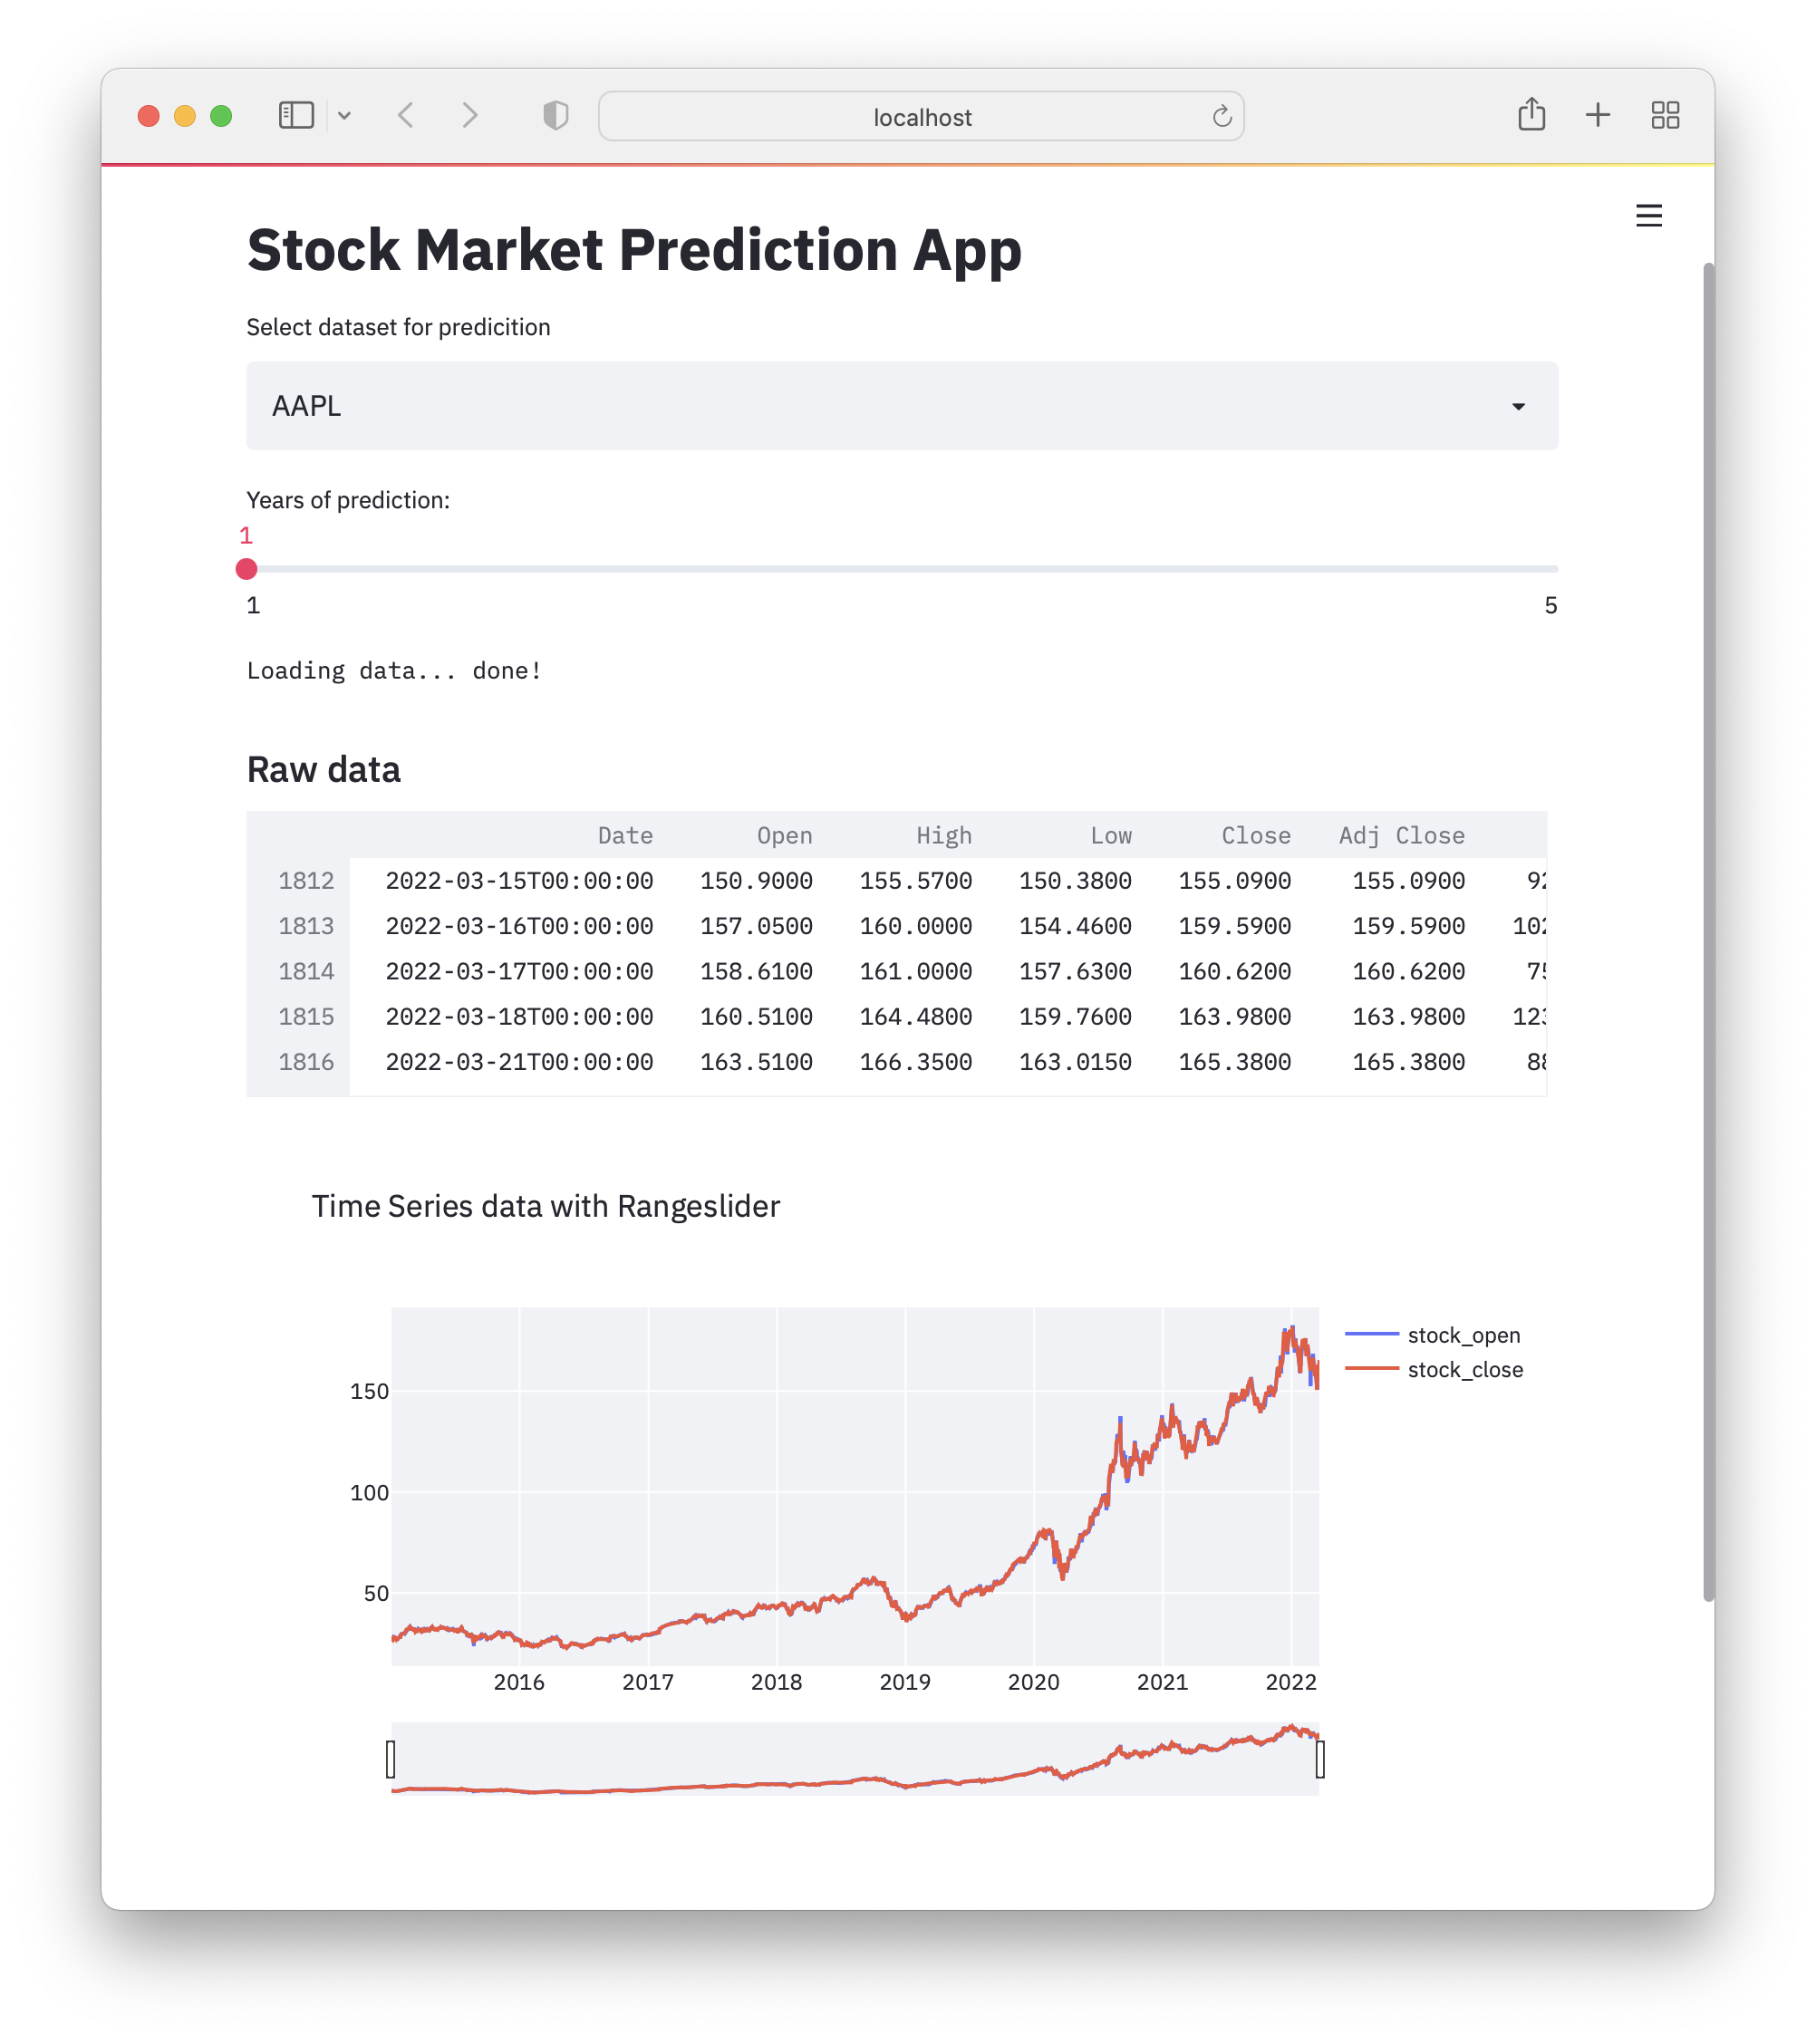 localhost
Stock Market Prediction App
Select dataset for predicition
AAPL
Years of prediction:
1
1 5
Loading data... done!
Raw data
Date Open High Low Close Adj Close
1812 2022-03-15T00:00:00 150.9000 155.5700 150.3800 155.0900 155.0900
1813 2022-03-16T00:00:00 157.0500 160.0000 154.4600 159.5900 159.5900
1814 2022-03-17T00:00:00 158.6100 161.0000 157.6300 160.6200 160.6200
1815 2022-03-18T00:00:00 160.5100 164.4800 159.7600 163.9800 163.9800
1816 2022-03-21T00:00:00 163.5100 166.3500 163.0150 165.3800 165.3800
Time Series data with Rangeslider
stock_open
stock_close
150
100
50
2016 2017 2018 2019 2020 2021 2022